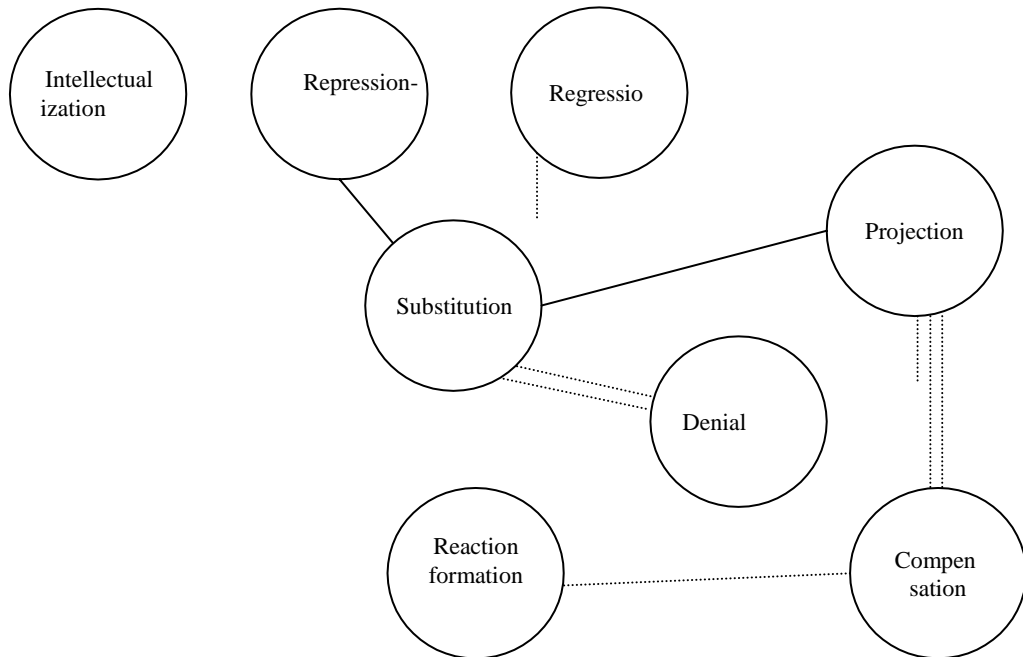 Intellectual
ization
Repression-
Regressio
Projection
Substitution
Denial
Reaction
formation
Compen
sation